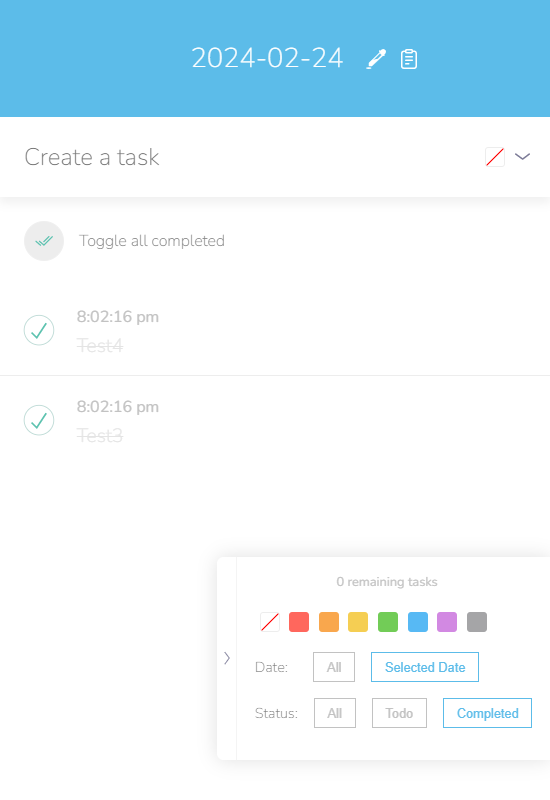 2024-02-24
Create a task
Toggle all completed
8:02:16 pm
Test4
8:02:16 pm
Test3
0 remaining tasks
Date: All Selected Date
Status: All Todo Completed